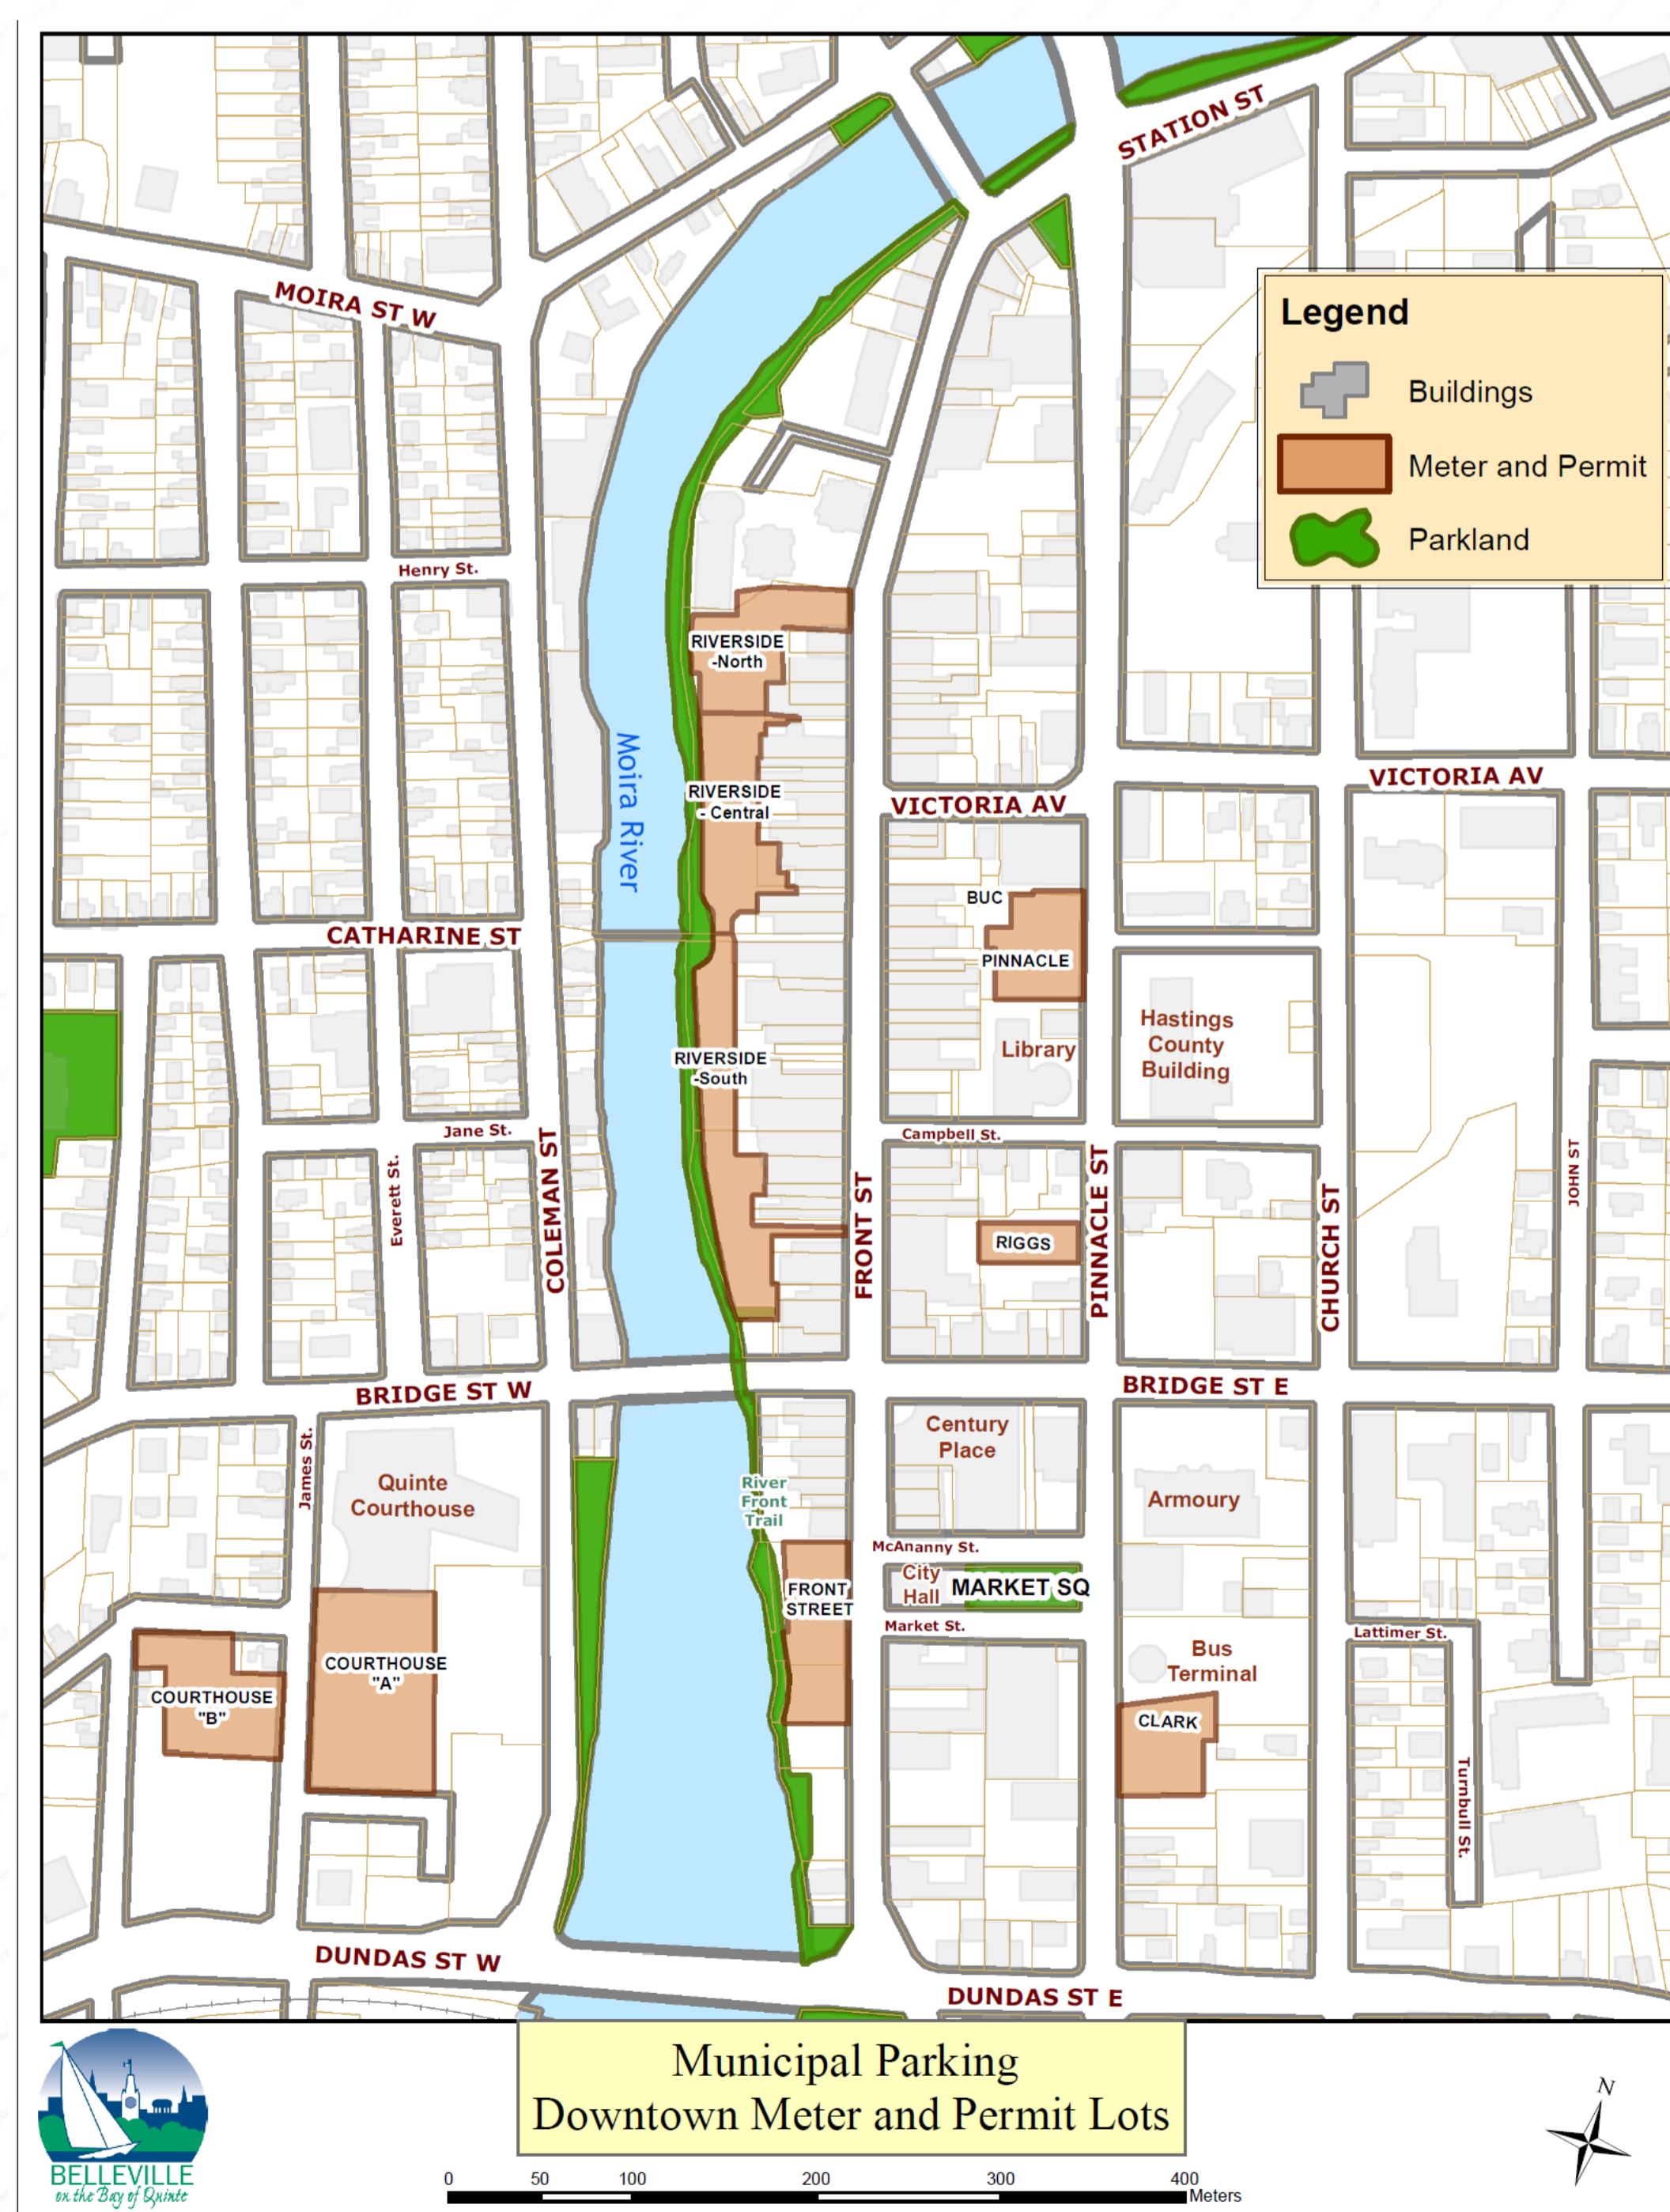 STATION ST
MOIRA ST W
Legend
Buildings
Meter and Permit
Parkland
Henry St.
RIVERSIDE
-North
Moira River
RIVERSIDE
- Central
VICTORIA AV
VICTORIA AV
BUC
PINNACLE
CATHARINE ST
Library
Hastings
County
Building
RIVERSIDE
-South
Jane St.
Campbell St.
Everett St.
COLEMAN ST
FRONT ST
PINNACLE ST
CHURCH ST
JOHN ST
RIGGS
BRIDGE ST W
BRIDGE ST E
James St.
Quinte
Courthouse
Century
Place
River
Front
Trail
Armoury
McAnanny St.
FRONT
STREET
City
Hall
MARKET SQ
Market St.
Lattimer St.
COURTHOUSE
"A"
COURTHOUSE
"B"
Bus
Terminal
CLARK
Turnbull St.
DUNDAS ST W
DUNDAS ST E
Municipal Parking
Downtown Meter and Permit Lots
BELLEVILLE
on the Bay of Quinte
N
0 50 100 200 300 400
Meters